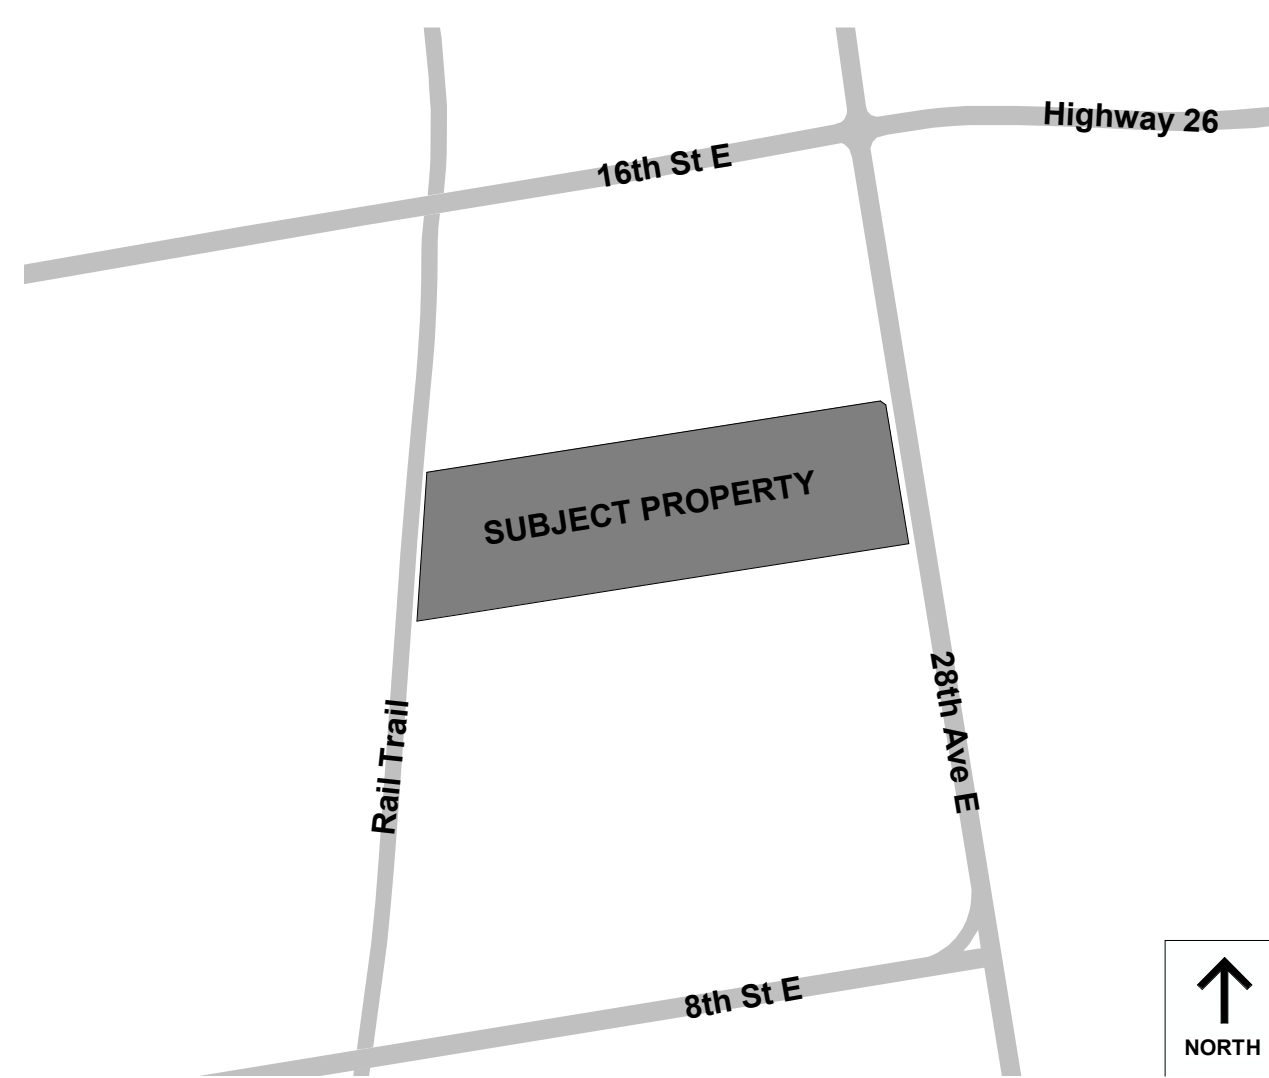 Highway 26
16th St E
SUBJECT PROPERTY
28th Ave E
Rail Trail
8th St E
NORTH